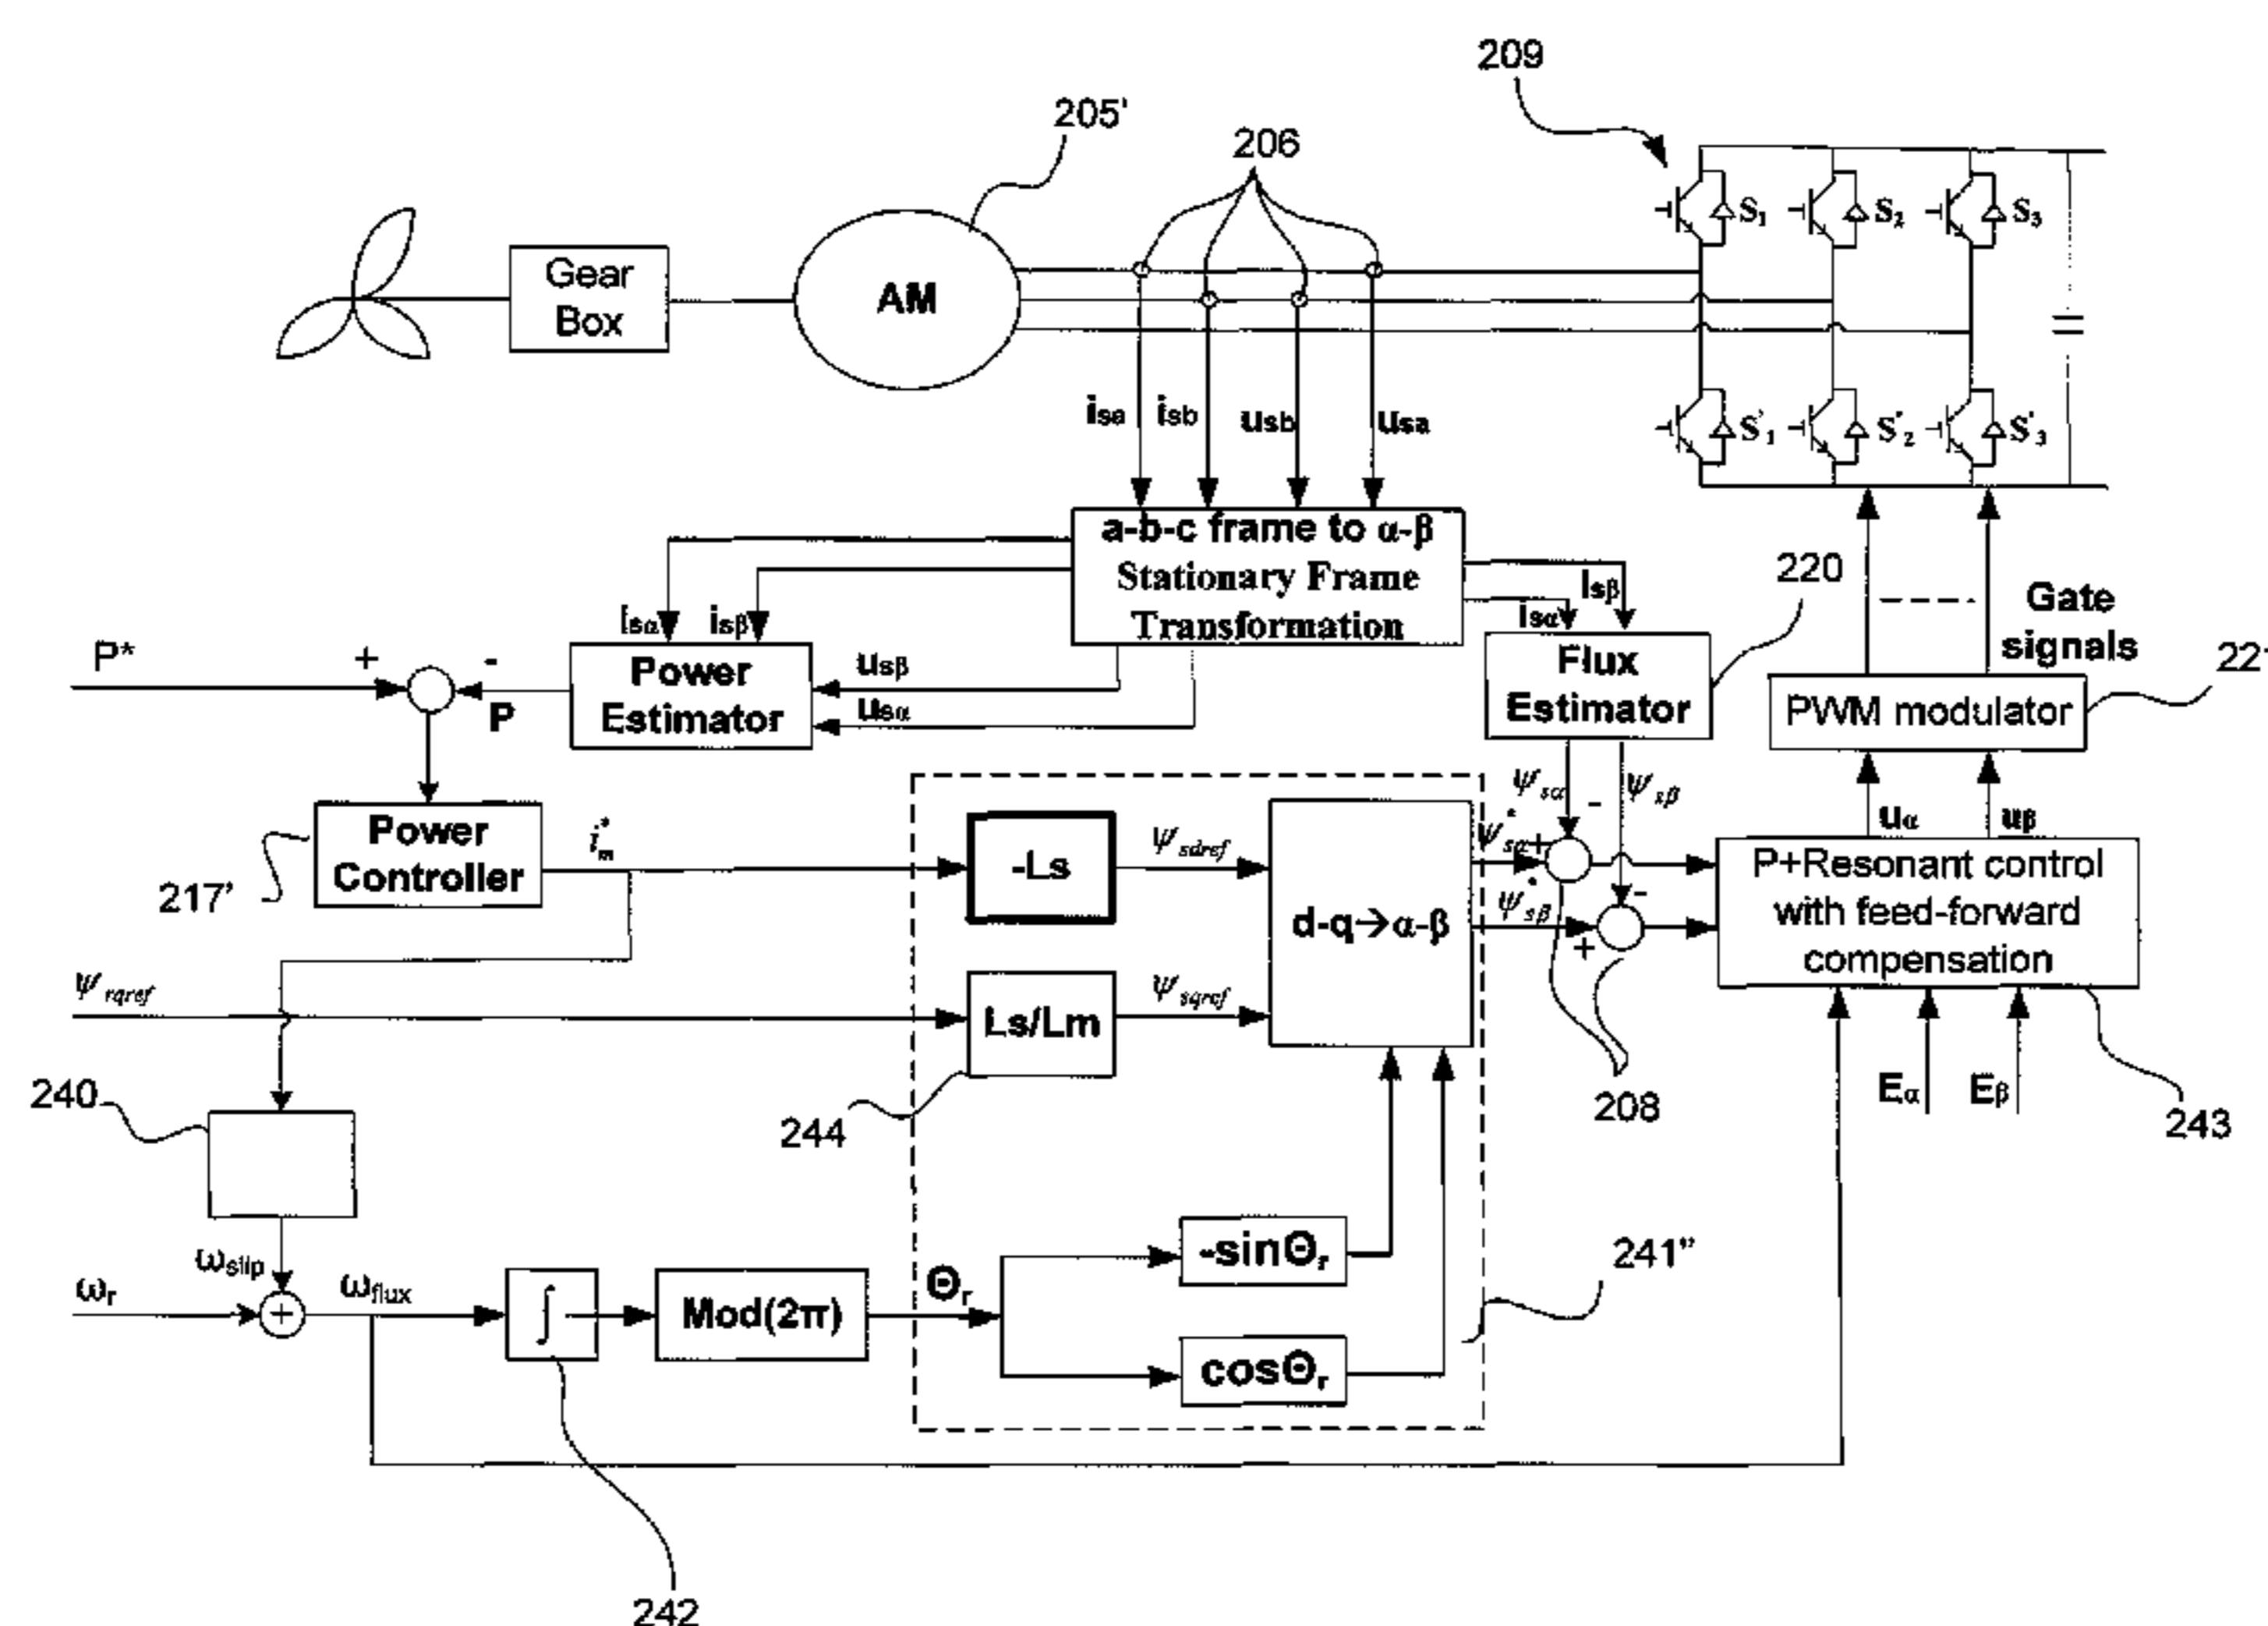 209
205'
206
Gear
Box
AM
S₁
S₂
S₃
isa
isb
usb
usa
S'₁
S'₂
S'₃
a-b-c frame to α-β
Stationary Frame
Transformation
isα
isβ
isβ
isα
220
Gate
signals
P*
+
-
P
Power
Estimator
usβ
usα
Flux
Estimator
PWM modulator
Power
Controller
217'
i*m
-Ls
ψsdref
ψsα
-
ψsβ
ψ*sα
+
ψ*sβ
-
+
uα
uβ
d-q→α-β
P+Resonant control
with feed-forward
compensation
ψrqref
Ls/Lm
ψsqref
240
244
208
Eα
Eβ
243
ωslip
ωr
+
ωflux
∫
Mod(2π)
Θr
-sinΘr
cosΘr
241"
242